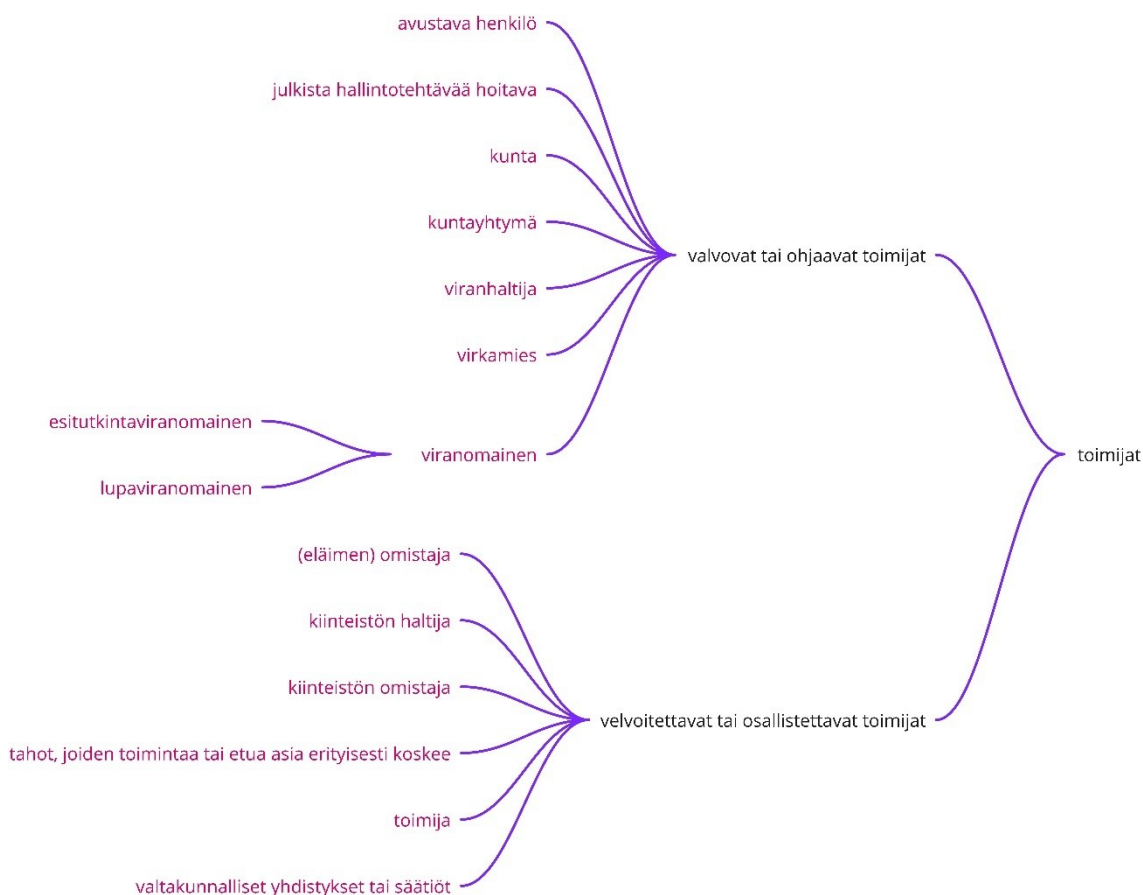 avustava henkilö
julkista hallintotehtävää hoitava
kunta
kuntayhtymä
valvovat tai ohjaavat toimijat
viranhaltija
virkamies
esitutkintaviranomainen
viranomainen
toimijat
lupaviranomainen
(eläimen) omistaja
kiinteistön haltija
kiinteistön omistaja
velvoitettavat tai osallistettavat toimijat
tahot, joiden toimintaa tai etua asia erityisesti koskee
toimija
valtakunnalliset yhdistykset tai säätiöt